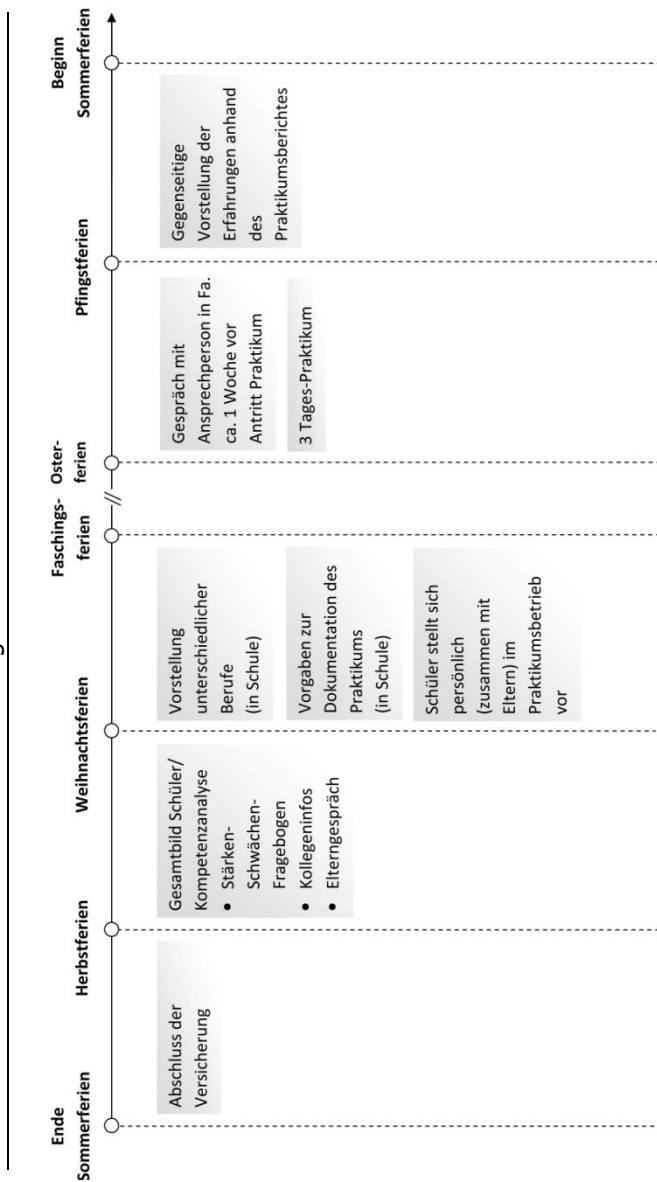 Ende
Sommerferien
Herbstferien
Weihnachtsferien
Faschings-
ferien
Oster-
ferien
Pfingstferien
Beginn
Sommerferien
Abschluss der
Versicherung
Gesamtbild Schüler/
Kompetenzanalyse
• Stärken-
Schwächen-
Fragebogen
• Kollegeninfos
• Elterngespräch
Vorstellung
unterschiedlicher
Berufe
(in Schule)
Vorgaben zur
Dokumentation des
Praktikums
(in Schule)
Schüler stellt sich
persönlich
(zusammen mit
Eltern) im
Praktikumsbetrieb
vor
Gespräch mit
Ansprechperson in Fa.
ca. 1 Woche vor
Antritt Praktikum
3 Tages-Praktikum
Gegenseitige
Vorstellung der
Erfahrungen anhand
des
Praktikumsberichtes